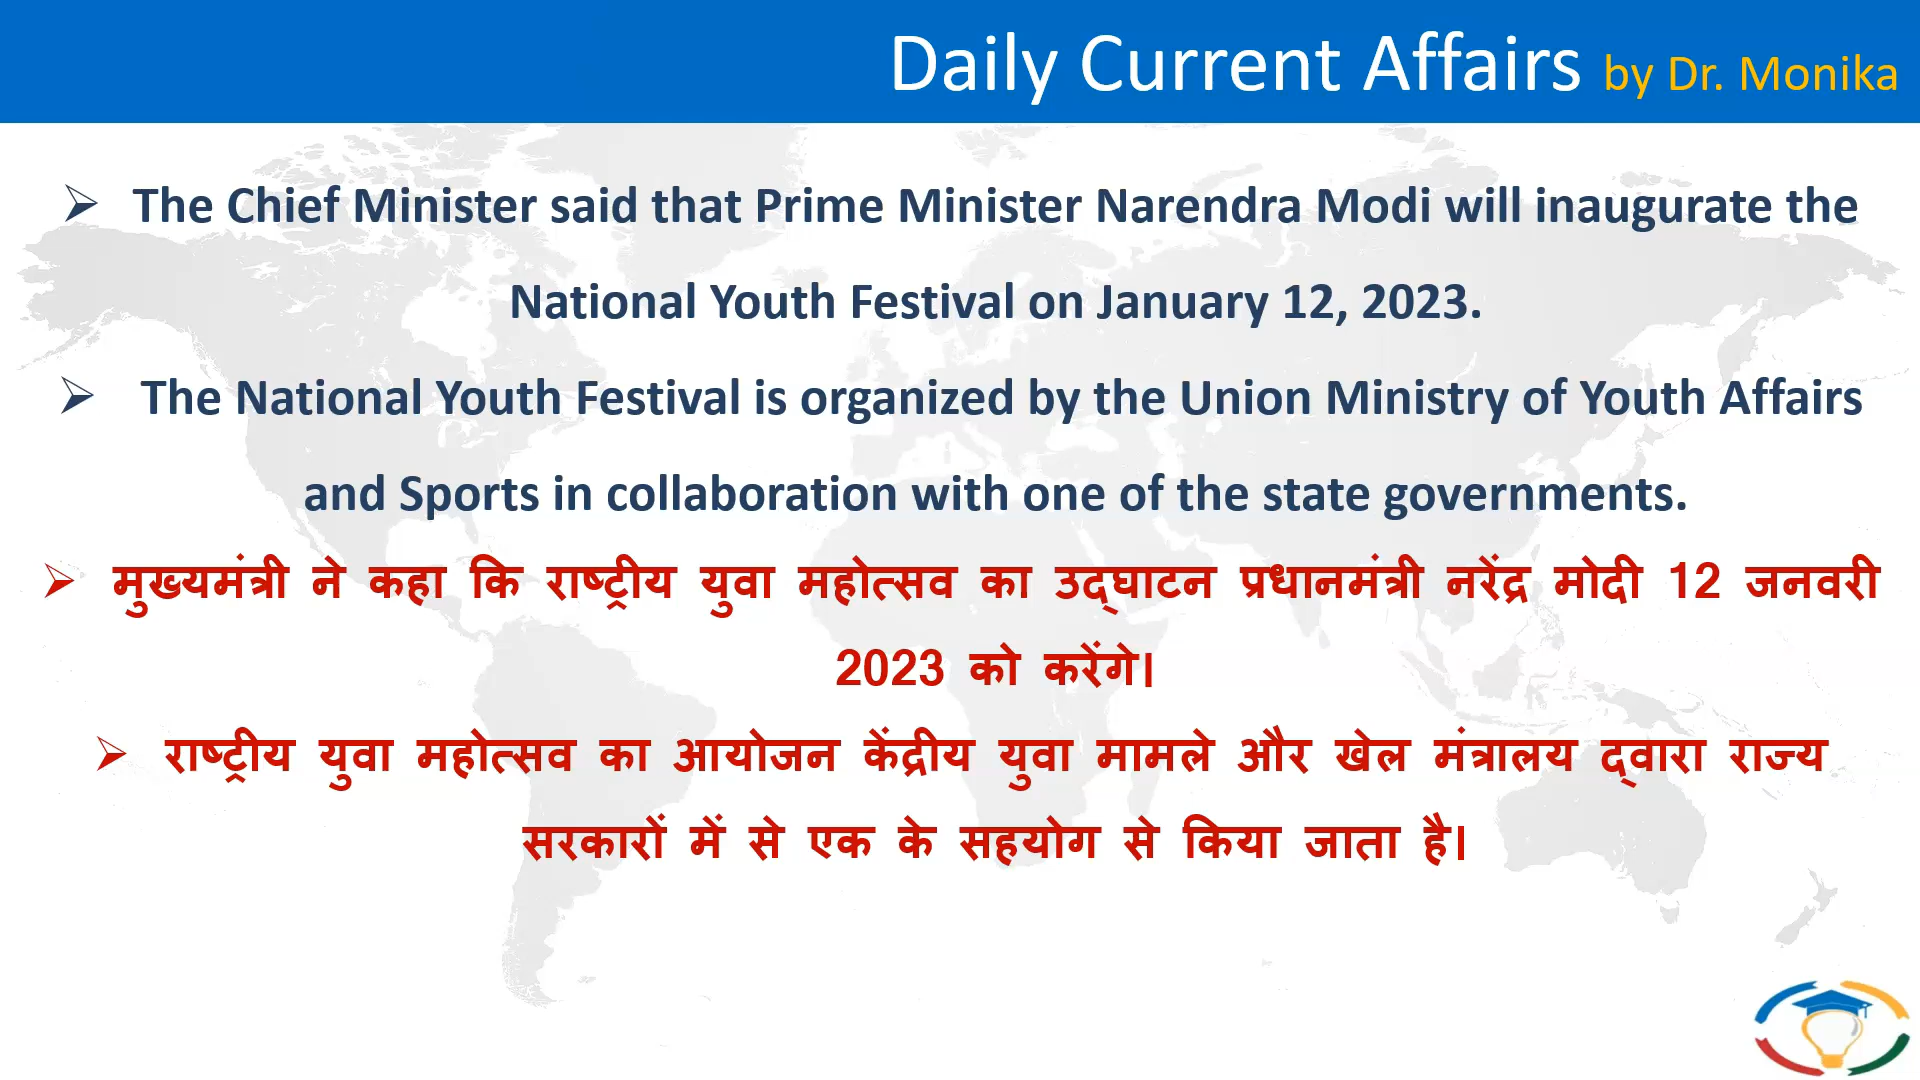 Daily Current Affairs by Dr. Monika
➢ The Chief Minister said that Prime Minister Narendra Modi will inaugurate the
National Youth Festival on January 12, 2023.
➢ The National Youth Festival is organized by the Union Ministry of Youth Affairs
and Sports in collaboration with one of the state governments.
➢ मुख्यमंत्री ने कहा कि राष्ट्रीय युवा महोत्सव का उद्घाटन प्रधानमंत्री नरेंद्र मोदी 12 जनवरी
2023 को करेंगे।
➢ राष्ट्रीय युवा महोत्सव का आयोजन केंद्रीय युवा मामले और खेल मंत्रालय द्वारा राज्य
सरकारों में से एक के सहयोग से किया जाता है।